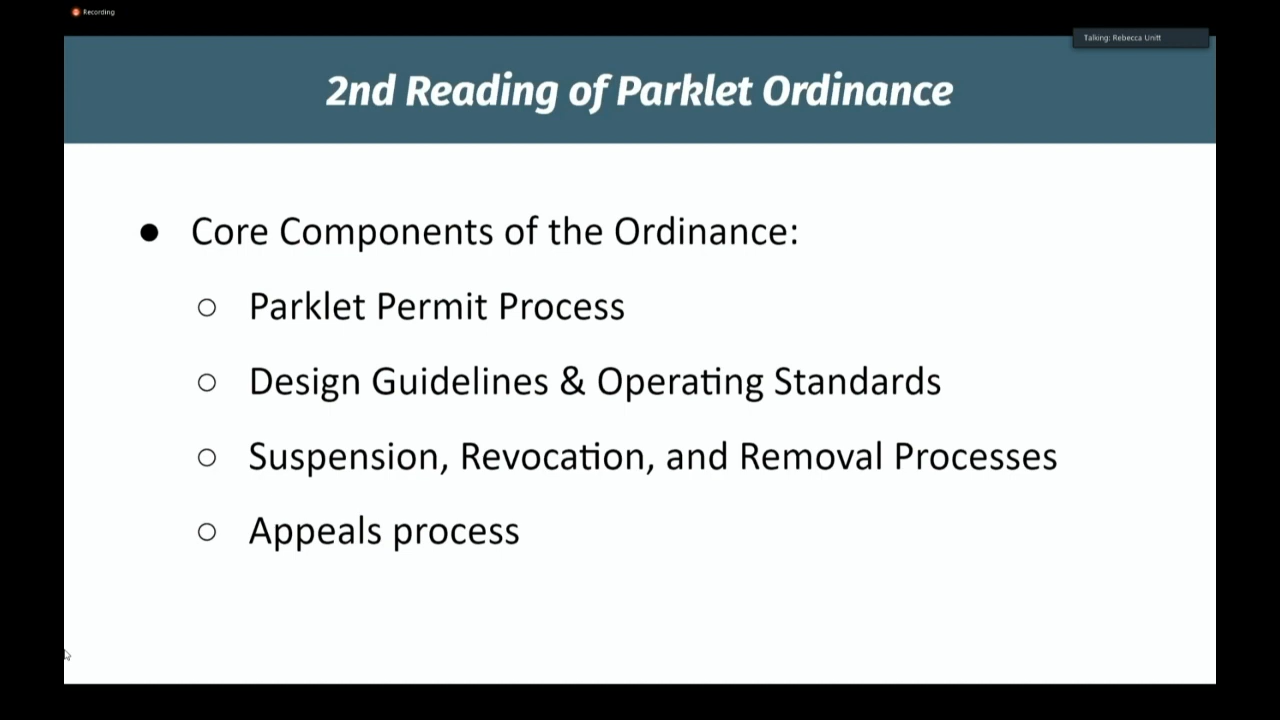 Recording
Talking: Rebecca Unitt
2nd Reading of Parklet Ordinance
● Core Components of the Ordinance:
○ Parklet Permit Process
○ Design Guidelines & Operating Standards
○ Suspension, Revocation, and Removal Processes
○ Appeals process